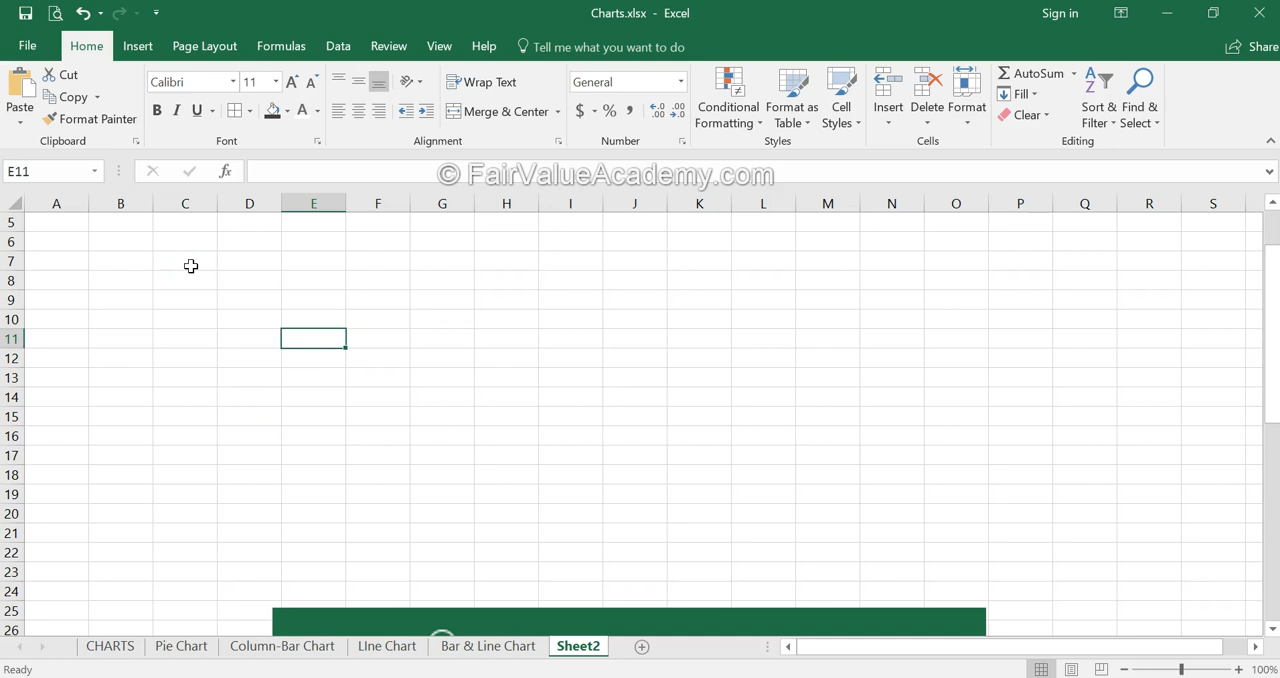 Charts.xlsx - Excel
Sign in
File Home Insert Page Layout Formulas Data Review View Help Tell me what you want to do Share
Paste Cut Copy Format Painter Clipboard
Calibri 11 B I U A Font
Wrap Text Merge & Center Alignment
General $ % , Number
Conditional Formatting Format as Table Cell Styles Styles
Insert Delete Format Cells
AutoSum Fill Clear Sort & Filter Find & Select Editing
E11 fx
© FairValueAcademy.com
A B C D E F G H I J K L M N O P Q R S
5
6
7
8
9
10
11
12
13
14
15
16
17
18
19
20
21
22
23
24
25
26
CHARTS Pie Chart Column-Bar Chart LIne Chart Bar & Line Chart Sheet2
Ready 100%